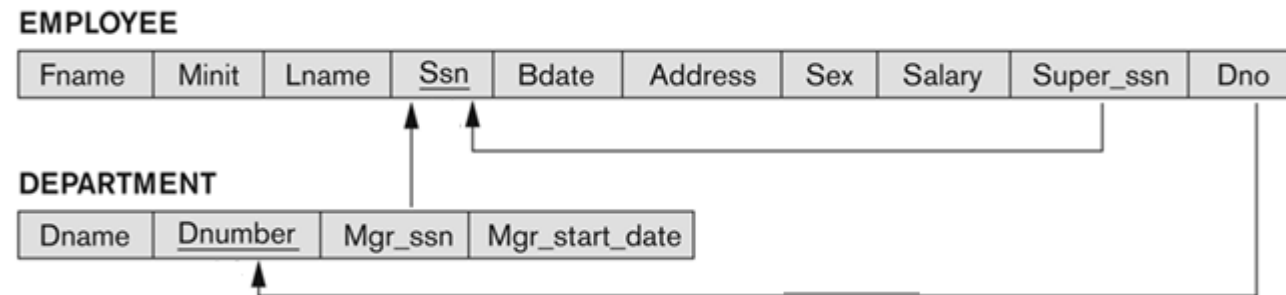 EMPLOYEE
Fname Minit Lname Ssn Bdate Address Sex Salary Super_ssn Dno
DEPARTMENT
Dname Dnumber Mgr_ssn Mgr_start_date